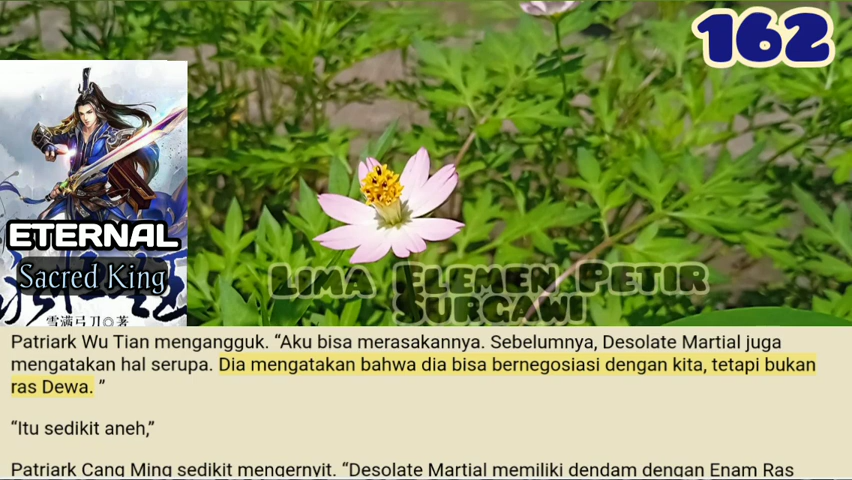 162
ETERNAL
Sacred King
雪满弓刀◎著
LIMA ELEMEN PETIR
SURGAWI
Patriark Wu Tian mengangguk. “Aku bisa merasakannya. Sebelumnya, Desolate Martial juga
mengatakan hal serupa. Dia mengatakan bahwa dia bisa bernegosiasi dengan kita, tetapi bukan
ras Dewa. ”
“Itu sedikit aneh,”
Patriark Cang Ming sedikit mengernyit. “Desolate Martial memiliki dendam dengan Enam Ras